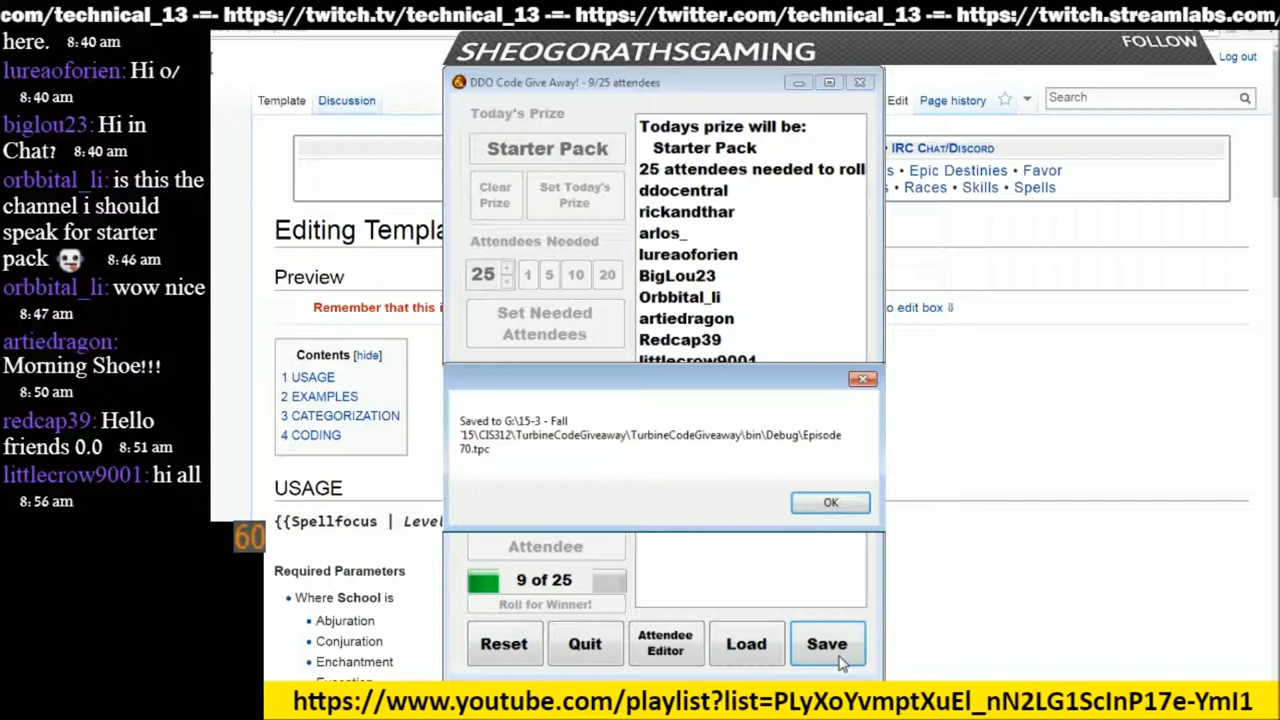 com/technical_13 -=- https://twitch.tv/technical_13 -=- https://twitter.com/technical_13 -=- https://twitch.streamlabs.com/
here. 8:40 am
lureaoforien: Hi o/
8:40 am
biglou23: Hi in
Chat? 8:40 am
orbbital_li: is this the
channel i should
speak for starter
pack 8:46 am
orbbital_li: wow nice
8:47 am
artiedragon:
Morning Shoe!!!
8:50 am
redcap39: Hello
friends 0.0 8:51 am
littlecrow9001: hi all
8:56 am
60
SHEOGORATHSGAMING
FOLLOW
Log out
Template Discussion
Edit Page history
Search
IRC Chat/Discord
s • Epic Destinies • Favor
• Races • Skills • Spells
Editing Templa
Preview
Remember that this i
o edit box ⇓
Contents [hide]
1 USAGE
2 EXAMPLES
3 CATEGORIZATION
4 CODING
USAGE
{{Spellfocus | Level
Required Parameters
• Where School is
• Abjuration
• Conjuration
• Enchantment
DDO Code Give Away! - 9/25 attendees
Today's Prize
Starter Pack
Clear
Prize
Set Today's
Prize
Attendees Needed
25 1 5 10 20
Set Needed
Attendees
Todays prize will be:
Starter Pack
25 attendees needed to roll
ddocentral
rickandthar
arlos_
lureaoforien
BigLou23
Orbbital_li
artiedragon
Redcap39
littlecrow9001
Saved to G:\15-3 - Fall
'15\CIS312\TurbineCodeGiveaway\TurbineCodeGiveaway\bin\Debug\Episode
70.tpc
OK
Attendee
9 of 25
Roll for Winner!
Reset Quit Attendee
Editor Load Save
https://www.youtube.com/playlist?list=PLyXoYvmptXuEl_nN2LG1ScInP17e-YmI1